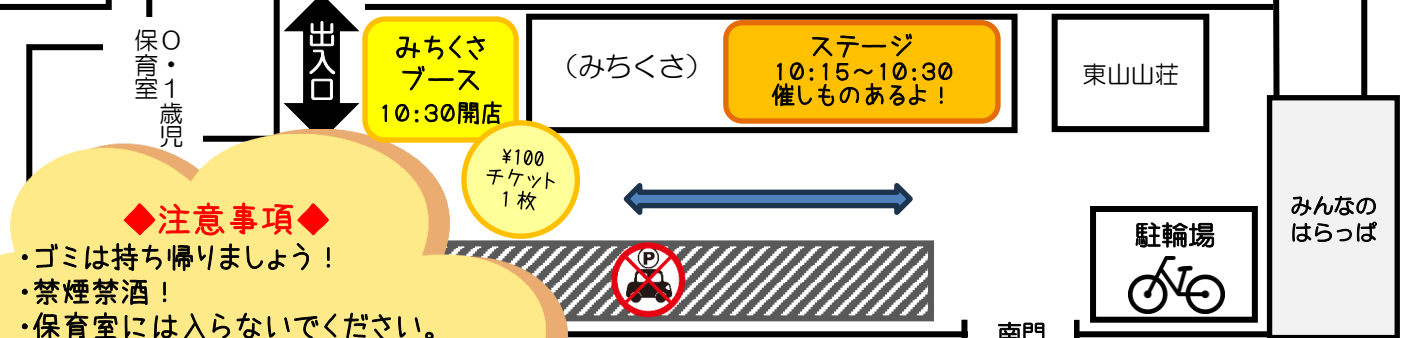 0・1歳児
保育室
出入口
みちくさ
ブース
10:30開店
¥100
チケット
1枚
（みちくさ）
ステージ
10:15～10:30
催しものあるよ！
東山山荘
みんなの
はらっぱ
駐輪場
P
南門
◆注意事項◆
・ゴミは持ち帰りましょう！
・禁煙禁酒！
・保育室には入らないでください。